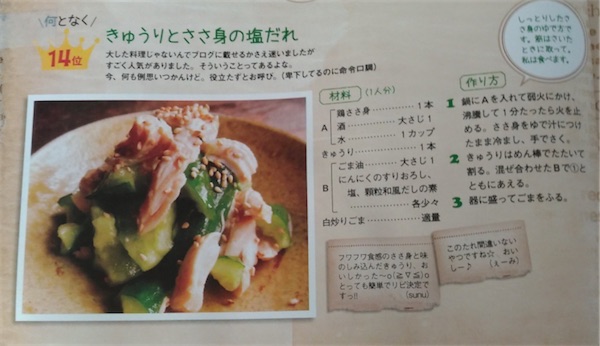 何となく
14位
きゅうりとささ身の塩だれ
大した料理じゃないんでブログに載せるかさえ迷いましたが
すごく人気がありました。そういうことってあるよな。
今、何も例思いつかんけど。役立たずとお呼び。(卑下してるのに命令口調)
しっとりしたささ
身のゆで方で
す。筋はさいた
ときに取って。
私は食べます。
材料(1人分)
A
鶏ささ身 1本
酒 大さじ1
水 1カップ
きゅうり 1本
B
ごま油 大さじ1
にんにくのすりおろし、
塩、顆粒和風だしの素
各少々
白炒りごま 適量
作り方
1 鍋にAを入れて弱火にかけ、
沸騰して1分たったら火を止
める。ささ身をゆで汁につけ
たまま冷まし、手でさく。
2 きゅうりはめん棒でたたいて
割る。混ぜ合わせたBで①と
ともにあえる。
3 器に盛ってごまをふる。
フワフワ食感のささ身と味
のしみ込んだきゅうり、お
いしかった〜o(≧▽≦)o
とっても簡単でリピ決定で
すっ!!(sunu)
このたれ間違いない
やつですね☆ おい
しー♪
(えーみ)